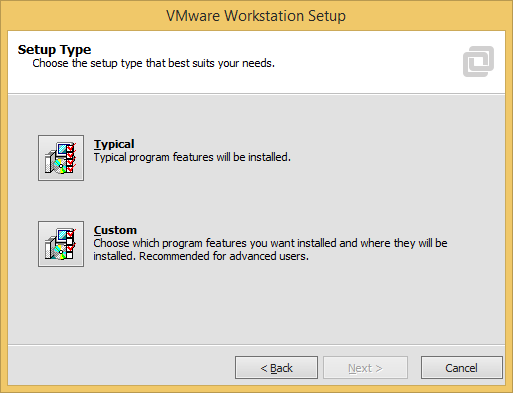 VMware Workstation Setup
Setup Type
Choose the setup type that best suits your needs.
Typical
Typical program features will be installed.
Custom
Choose which program features you want installed and where they will be
installed. Recommended for advanced users.
< Back Next > Cancel